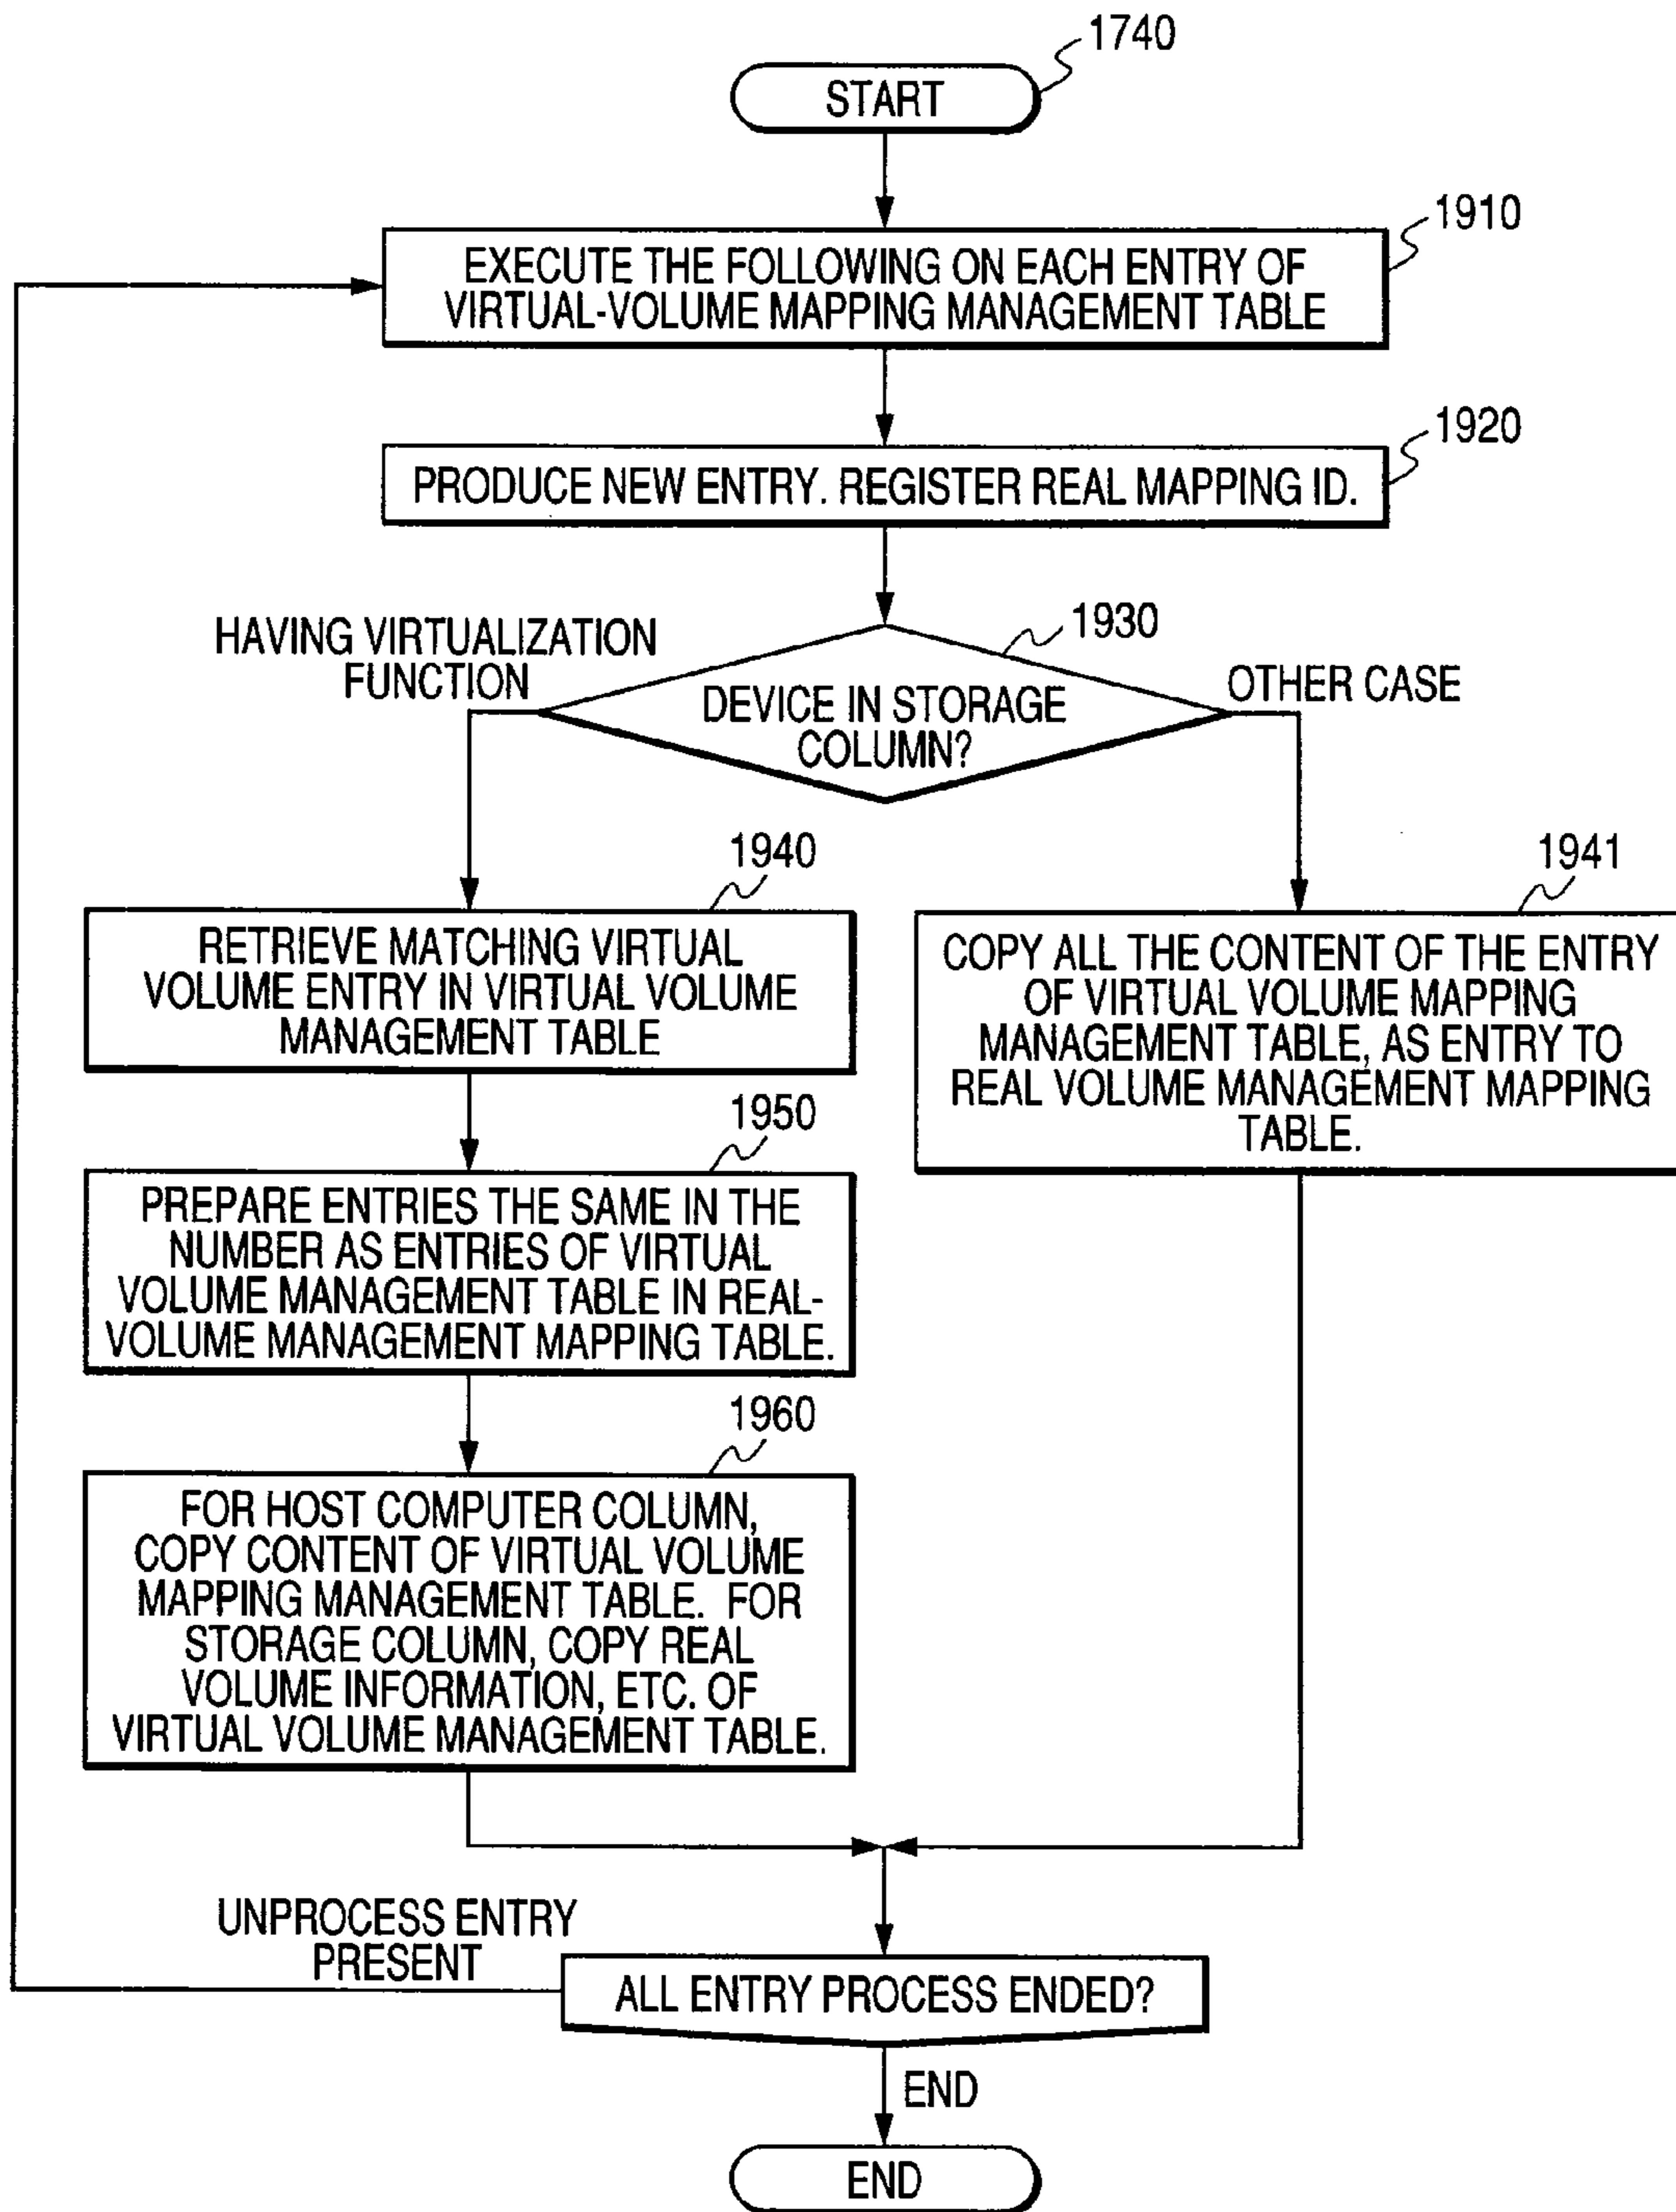 1740
START
1910
EXECUTE THE FOLLOWING ON EACH ENTRY OF
VIRTUAL-VOLUME MAPPING MANAGEMENT TABLE
1920
PRODUCE NEW ENTRY. REGISTER REAL MAPPING ID.
1930
HAVING VIRTUALIZATION
FUNCTION
DEVICE IN STORAGE
COLUMN?
OTHER CASE
1940
RETRIEVE MATCHING VIRTUAL
VOLUME ENTRY IN VIRTUAL VOLUME
MANAGEMENT TABLE
1941
COPY ALL THE CONTENT OF THE ENTRY
OF VIRTUAL VOLUME MAPPING
MANAGEMENT TABLE, AS ENTRY TO
REAL VOLUME MANAGEMENT MAPPING
TABLE.
1950
PREPARE ENTRIES THE SAME IN THE
NUMBER AS ENTRIES OF VIRTUAL
VOLUME MANAGEMENT TABLE IN REAL-
VOLUME MANAGEMENT MAPPING TABLE.
1960
FOR HOST COMPUTER COLUMN,
COPY CONTENT OF VIRTUAL VOLUME
MAPPING MANAGEMENT TABLE. FOR
STORAGE COLUMN, COPY REAL
VOLUME INFORMATION, ETC. OF
VIRTUAL VOLUME MANAGEMENT TABLE.
UNPROCESS ENTRY
PRESENT
ALL ENTRY PROCESS ENDED?
END
END